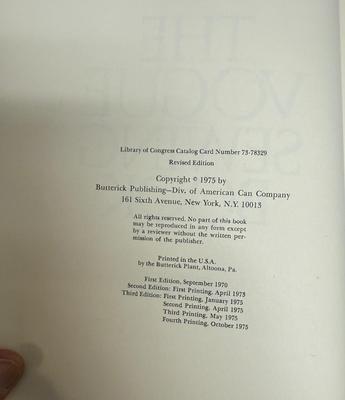 Library of Congress Catalog Card Number 73-78329
Revised Edition
Copyright © 1975 by
Butterick Publishing—Div. of American Can Company
161 Sixth Avenue, New York, N.Y. 10013
All rights reserved. No part of this book
may be reproduced in any form except
by a reviewer without the written per-
mission of the publisher.
Printed in the U.S.A.
by the Butterick Plant, Altoona, Pa.
First Edition, September 1970
Second Edition: First Printing, April 1973
Third Edition: First Printing, January 1975
Second Printing, April 1975
Third Printing, May 1975
Fourth Printing, October 1975